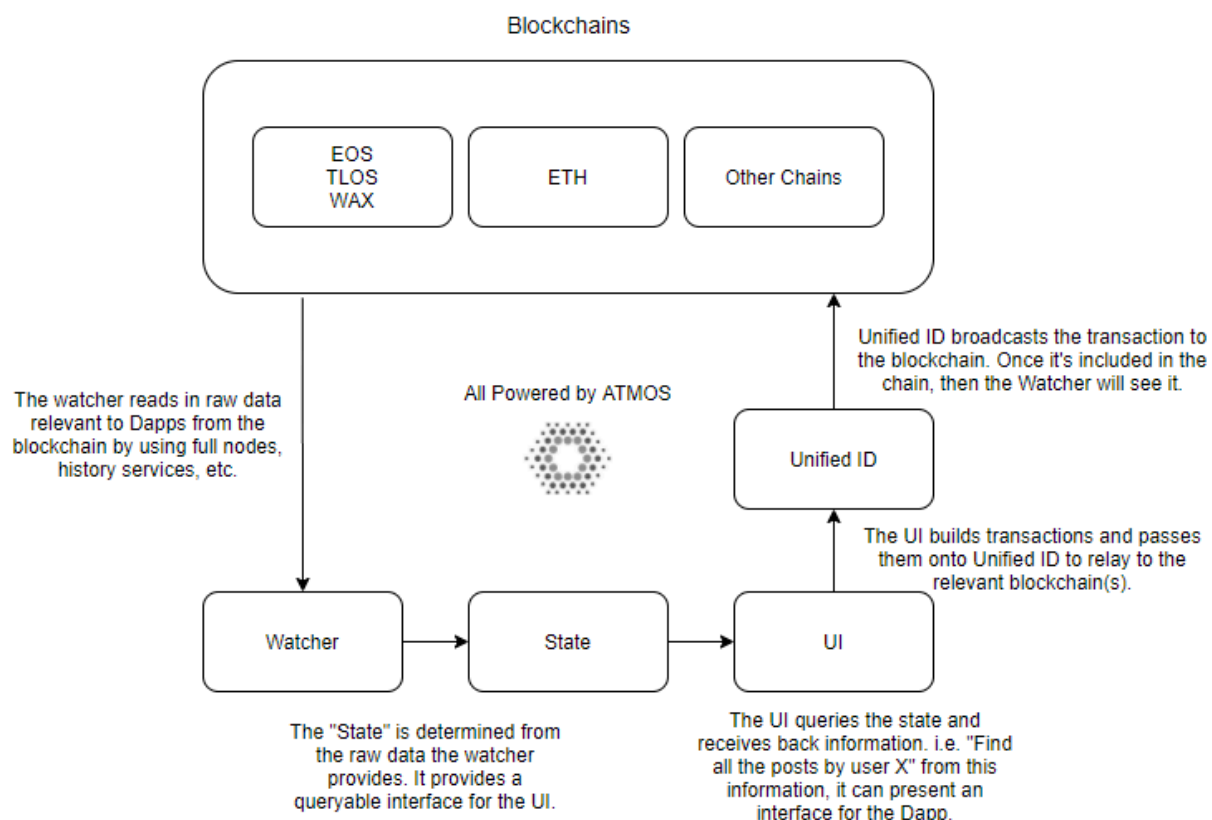 Blockchains
EOS
TLOS
WAX
ETH
Other Chains
The watcher reads in raw data
relevant to Dapps from the
blockchain by using full nodes,
history services, etc.
All Powered by ATMOS
Unified ID broadcasts the transaction to
the blockchain. Once it's included in the
chain, then the Watcher will see it.
Unified ID
The UI builds transactions and passes
them onto Unified ID to relay to the
relevant blockchain(s).
Watcher
State
UI
The "State" is determined from
the raw data the watcher
provides. It provides a
queryable interface for the UI.
The UI queries the state and
receives back information. i.e. "Find
all the posts by user X" from this
information, it can present an
interface for the Dapp.